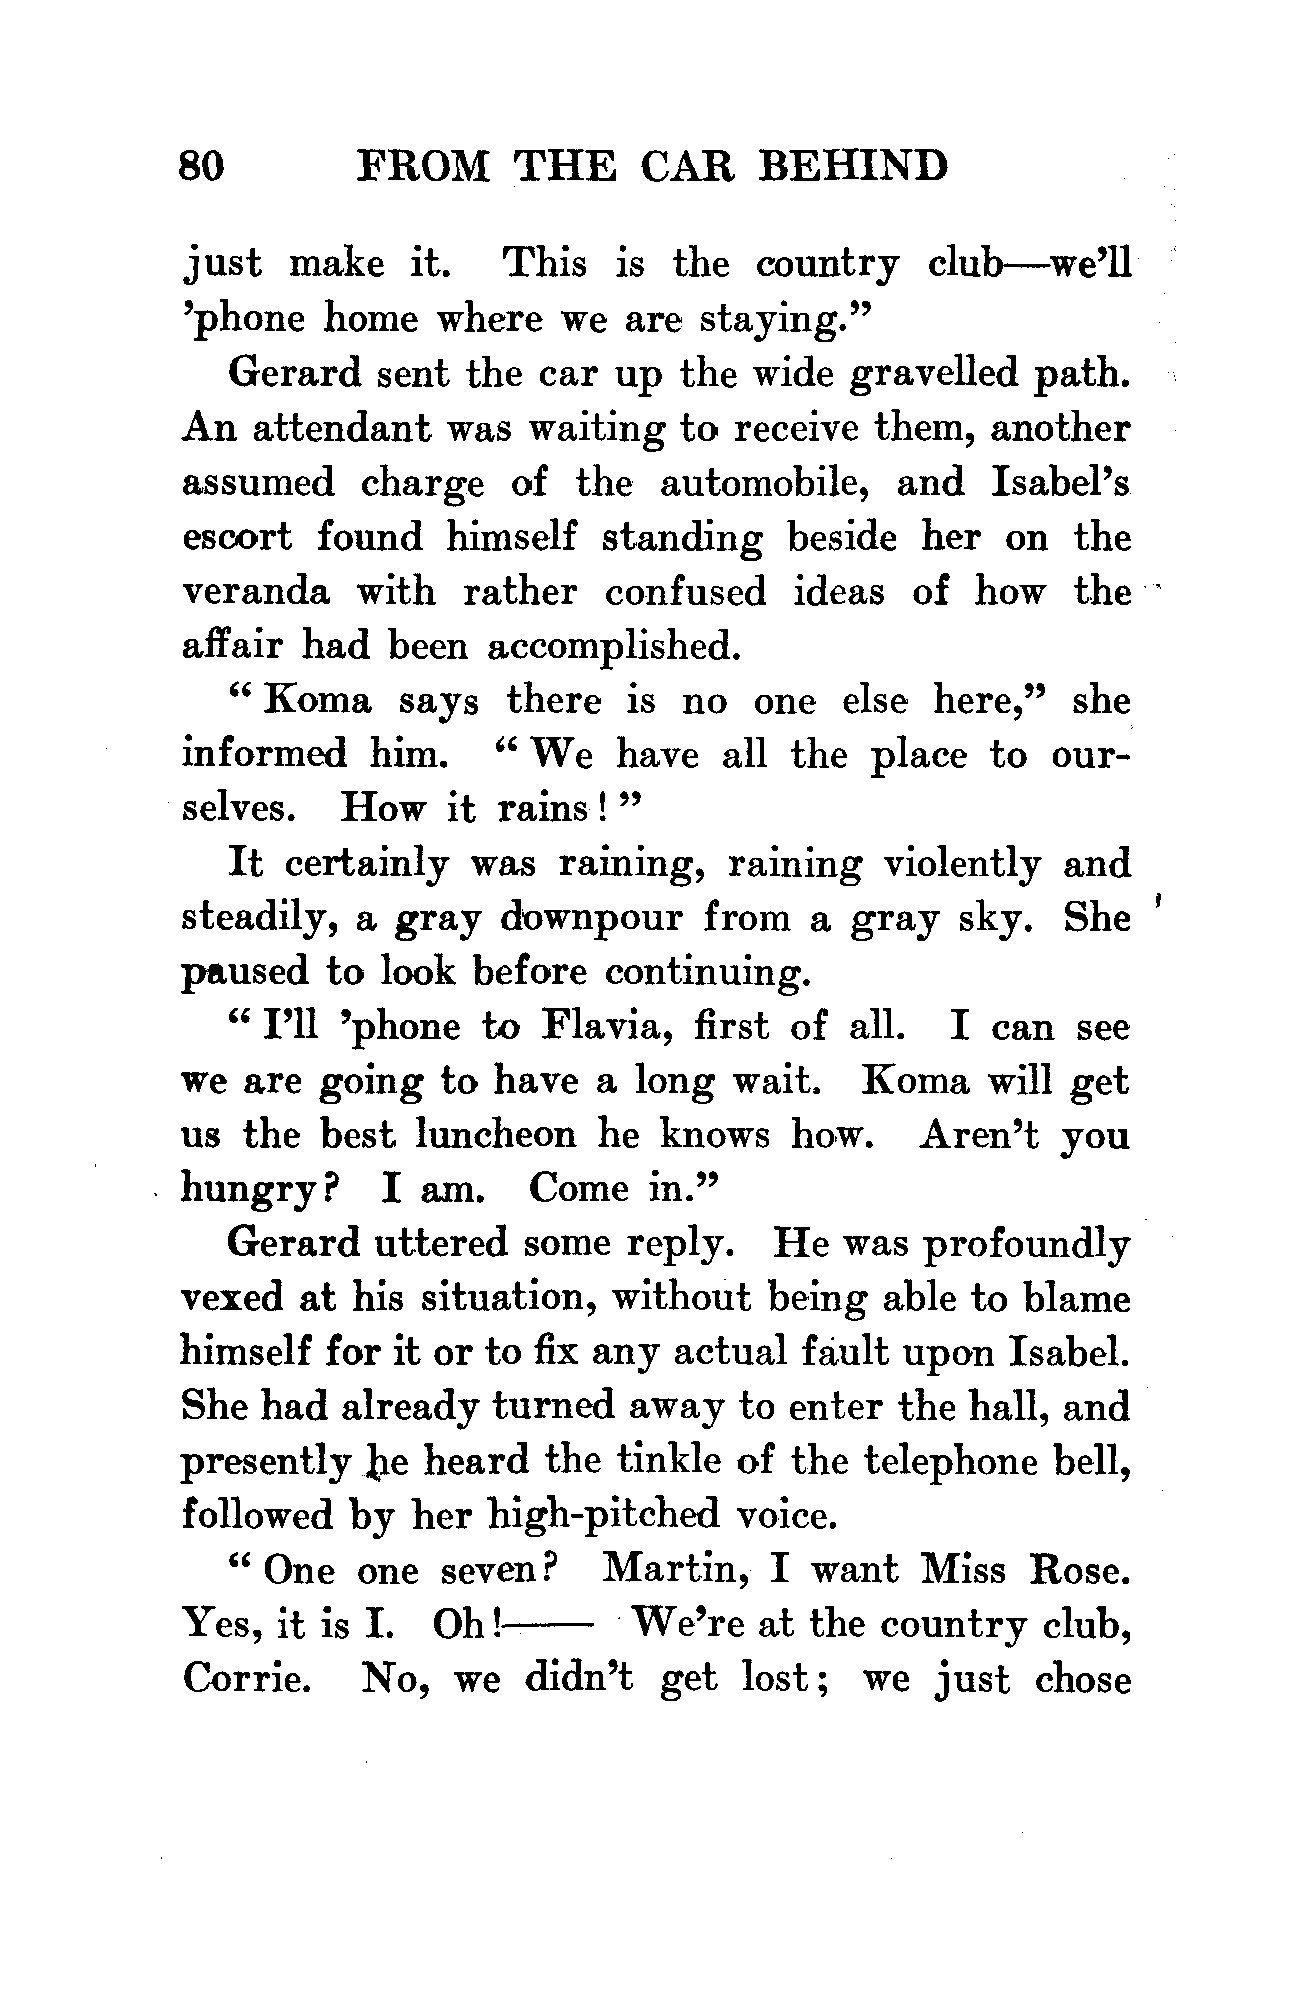 80 FROM THE CAR BEHIND
just make it. This is the country club—we'll
'phone home where we are staying."
Gerard sent the car up the wide gravelled path.
An attendant was waiting to receive them, another
assumed charge of the automobile, and Isabel's
escort found himself standing beside her on the
veranda with rather confused ideas of how the
affair had been accomplished.
"Koma says there is no one else here," she
informed him. "We have all the place to our-
selves. How it rains!"
It certainly was raining, raining violently and
steadily, a gray downpour from a gray sky. She
paused to look before continuing.
"I'll 'phone to Flavia, first of all. I can see
we are going to have a long wait. Koma will get
us the best luncheon he knows how. Aren't you
hungry? I am. Come in."
Gerard uttered some reply. He was profoundly
vexed at his situation, without being able to blame
himself for it or to fix any actual fault upon Isabel.
She had already turned away to enter the hall, and
presently he heard the tinkle of the telephone bell,
followed by her high-pitched voice.
"One one seven? Martin, I want Miss Rose.
Yes, it is I. Oh!—— We're at the country club,
Corrie. No, we didn't get lost; we just chose